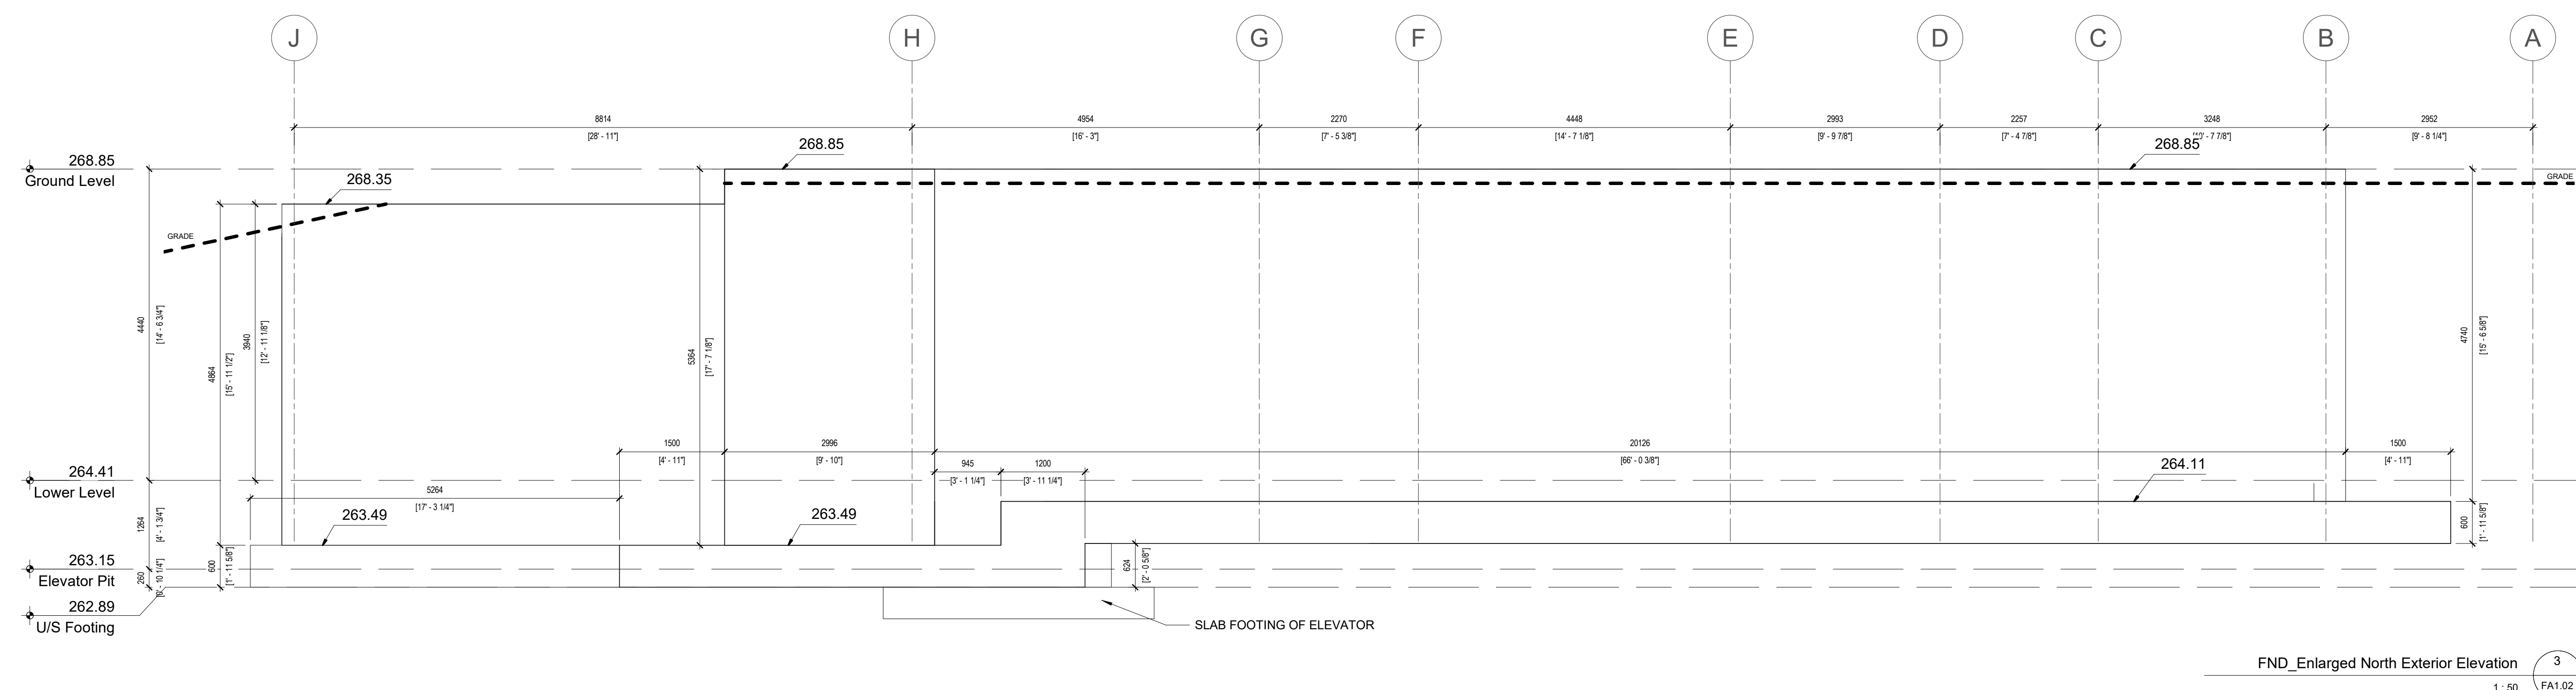 J H G F E D C B A
8814 4954 2270 4448 2993 2257 3248 2952
[28' - 11"] [16' - 3"] [7' - 5 3/8"] [14' - 7 1/8"] [9' - 9 7/8"] [7' - 4 7/8"] 7 7/8"] [9' - 8 1/4"]
268.85 268.85 268.85
Ground Level
268.35
GRADE
GRADE
4440
[14' - 6 3/4"]
4864
[15' - 11 1/2"]
3940
[12' - 11 1/8"]
5364
[17' - 7 1/8"]
4740
[15' - 6 5/8"]
1500 2996 20126 1500
[4' - 11"] [9' - 10"] [66' - 0 3/8"] [4' - 11"]
945 1200
[3' - 1 1/4"] [3' - 11 1/4"]
264.41
Lower Level
264.11
5264
[17' - 3 1/4"]
263.49 263.49
1264
[4' - 1 3/4"]
600
[1' - 11 5/8"]
624
[2' - 0 5/8"]
600
[1' - 11 5/8"]
263.15
Elevator Pit
260
- 10 1/4"]
262.89
U/S Footing
SLAB FOOTING OF ELEVATOR
FND_Enlarged North Exterior Elevation
3
1 : 50
FA1.02